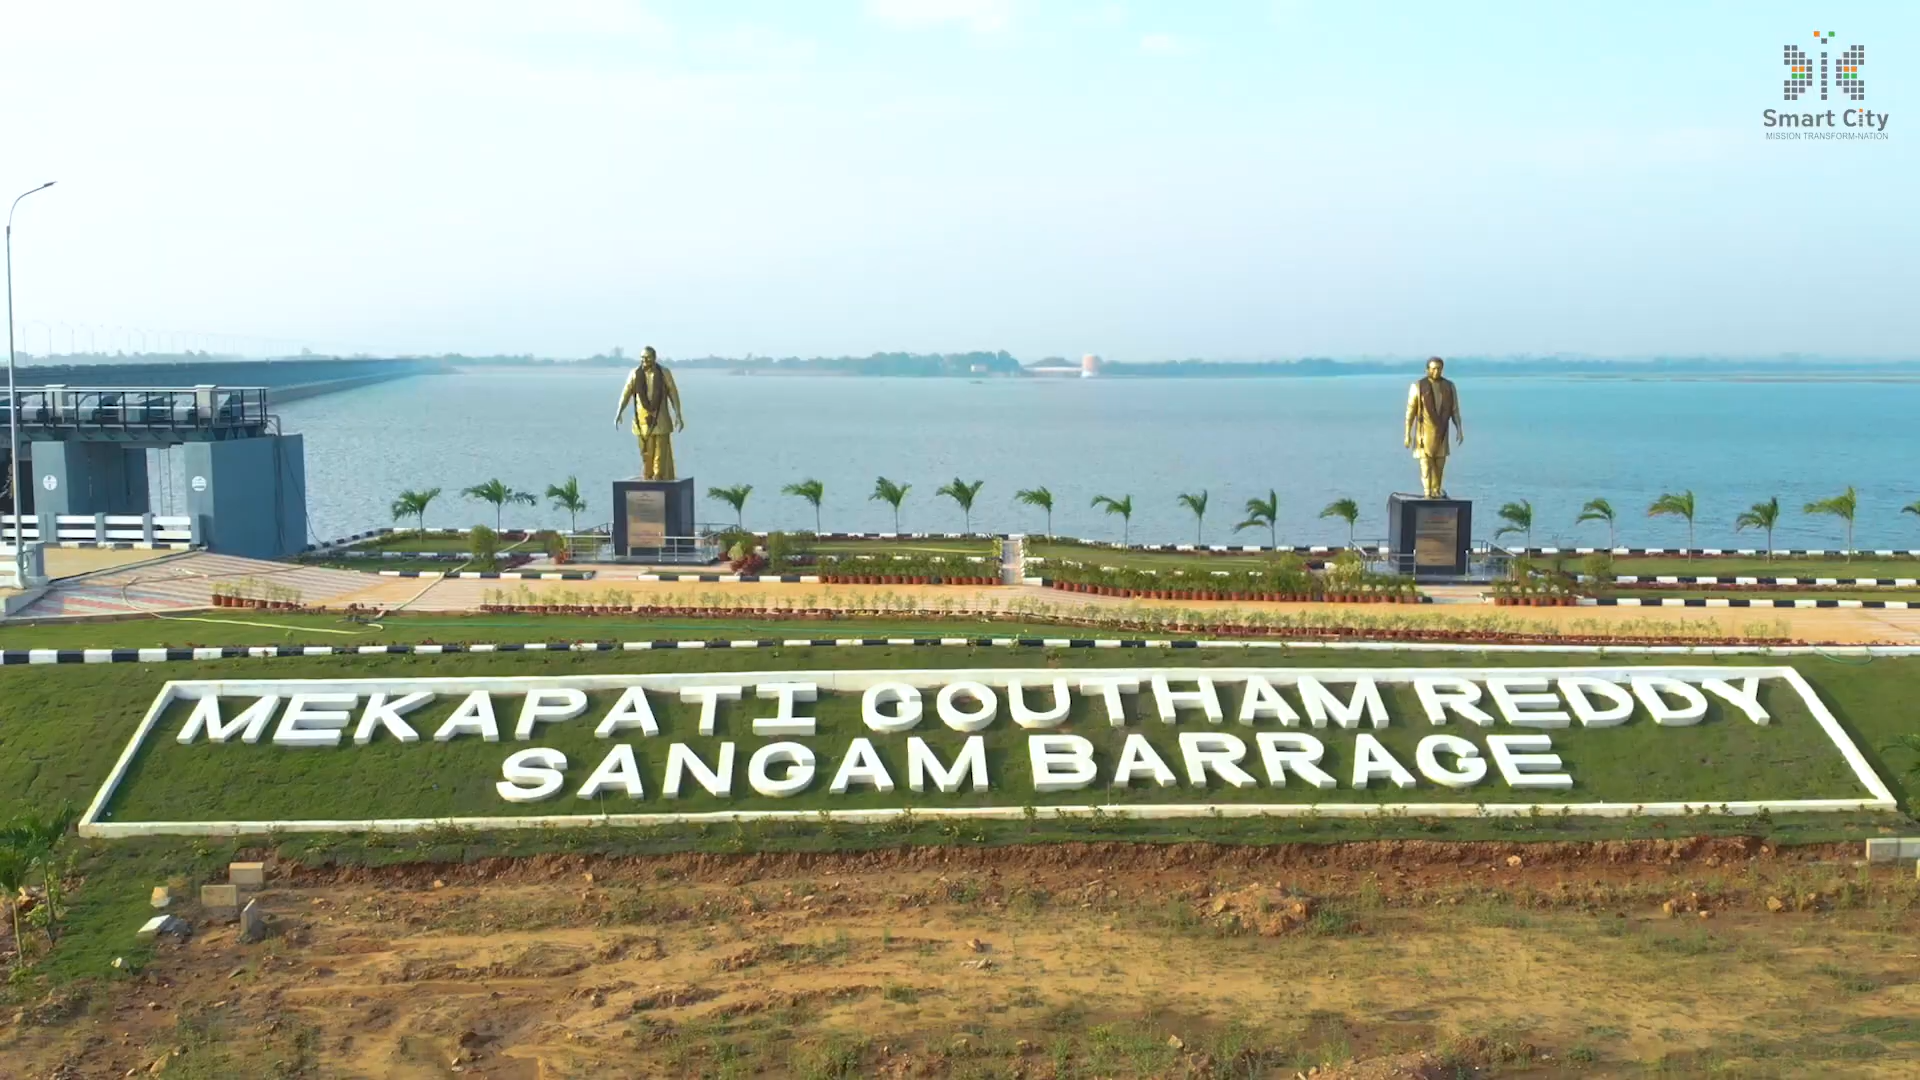 Smart City
MISSION TRANSFORM-NATION
MEKAPATI GOUTHAM REDDY
SANGAM BARRAGE